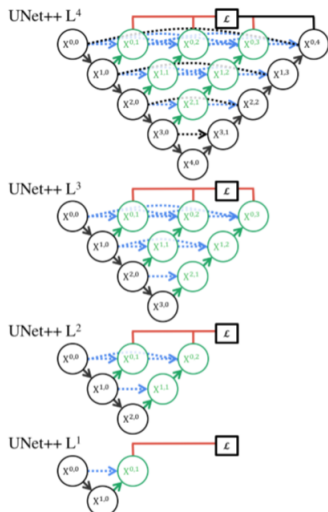 UNet++ L⁴
ℒ
X⁰,⁰ X⁰,¹ X⁰,² X⁰,³ X⁰,⁴
X¹,⁰ X¹,¹ X¹,² X¹,³
X²,⁰ X²,¹ X²,²
X³,⁰ X³,¹
X⁴,⁰
UNet++ L³
ℒ
X⁰,⁰ X⁰,¹ X⁰,² X⁰,³
X¹,⁰ X¹,¹ X¹,²
X²,⁰ X²,¹
X³,⁰
UNet++ L²
ℒ
X⁰,⁰ X⁰,¹ X⁰,²
X¹,⁰ X¹,¹
X²,⁰
UNet++ L¹
ℒ
X⁰,⁰ X⁰,¹
X¹,⁰